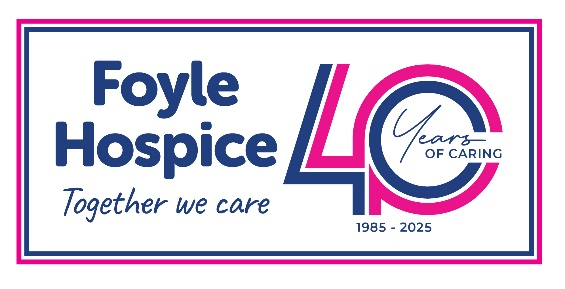 Foyle
Hospice
Together we care
40
Years
OF CARING
1985 - 2025